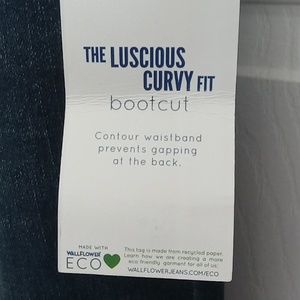 THE LUSCIOUS
CURVY FIT
bootcut
Contour waistband
prevents gapping
at the back.
MADE WITH
WALLFLOWER
ECO
This tag is made from recycled paper.
Learn how we are creating a more
eco friendly garment for all of us:
WALLFLOWERJEANS.COM/ECO